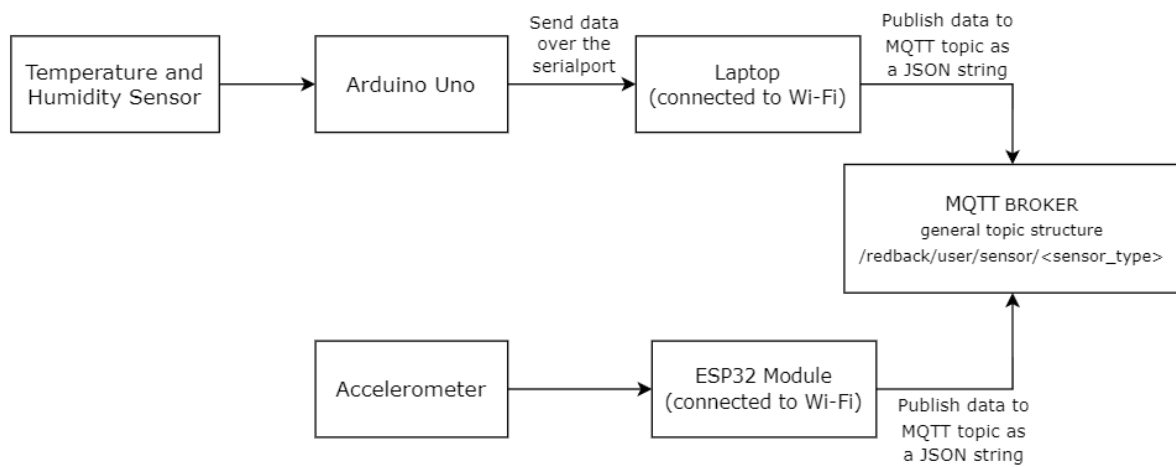 Temperature and
Humidity Sensor
Arduino Uno
Send data
over the
serialport
Laptop
(connected to Wi-Fi)
Publish data to
MQTT topic as
a JSON string
MQTT BROKER
general topic structure
/redback/user/sensor/<sensor_type>
Accelerometer
ESP32 Module
(connected to Wi-Fi)
Publish data to
MQTT topic as
a JSON string